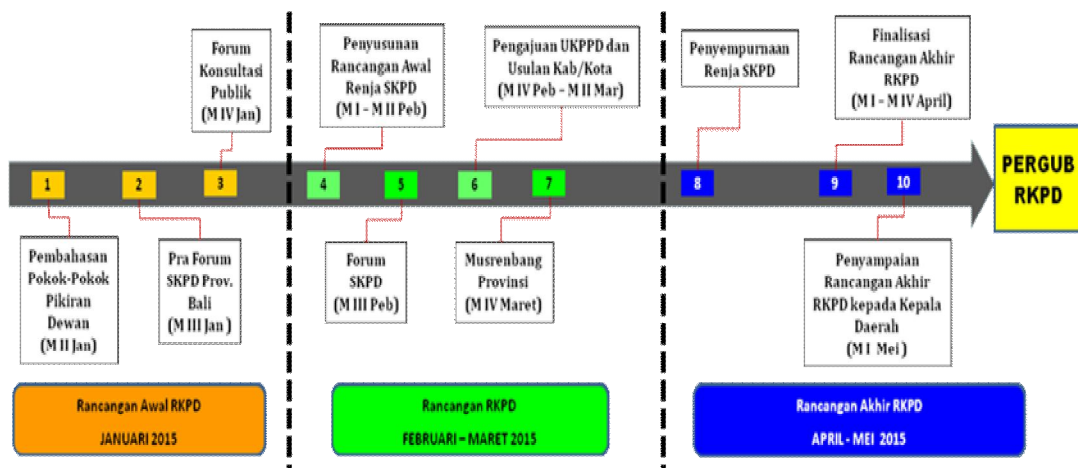 Forum
Konsultasi
Publik
(M IV Jan)
Penyusunan
Rancangan Awal
Renja SKPD
(M I – M II Peb)
Pengajuan UKPPD dan
Usulan Kab/Kota
(M IV Peb – M II Mar)
Penyempurnaan
Renja SKPD
Finalisasi
Rancangan Akhir
RKPD
(M I – M IV April)
1
2
3
4
5
6
7
8
9
10
PERGUB
RKPD
Pembahasan
Pokok-Pokok
Pikiran
Dewan
(M II Jan)
Pra Forum
SKPD Prov.
Bali
(M III Jan )
Forum
SKPD
(M III Peb)
Musrenbang
Provinsi
(M IV Maret)
Penyampaian
Rancangan Akhir
RKPD kepada Kepala
Daerah
(M I Mei )
Rancangan Awal RKPD
JANUARI 2015
Rancangan RKPD
FEBRUARI – MARET 2015
Rancangan Akhir RKPD
APRIL - MEI 2015